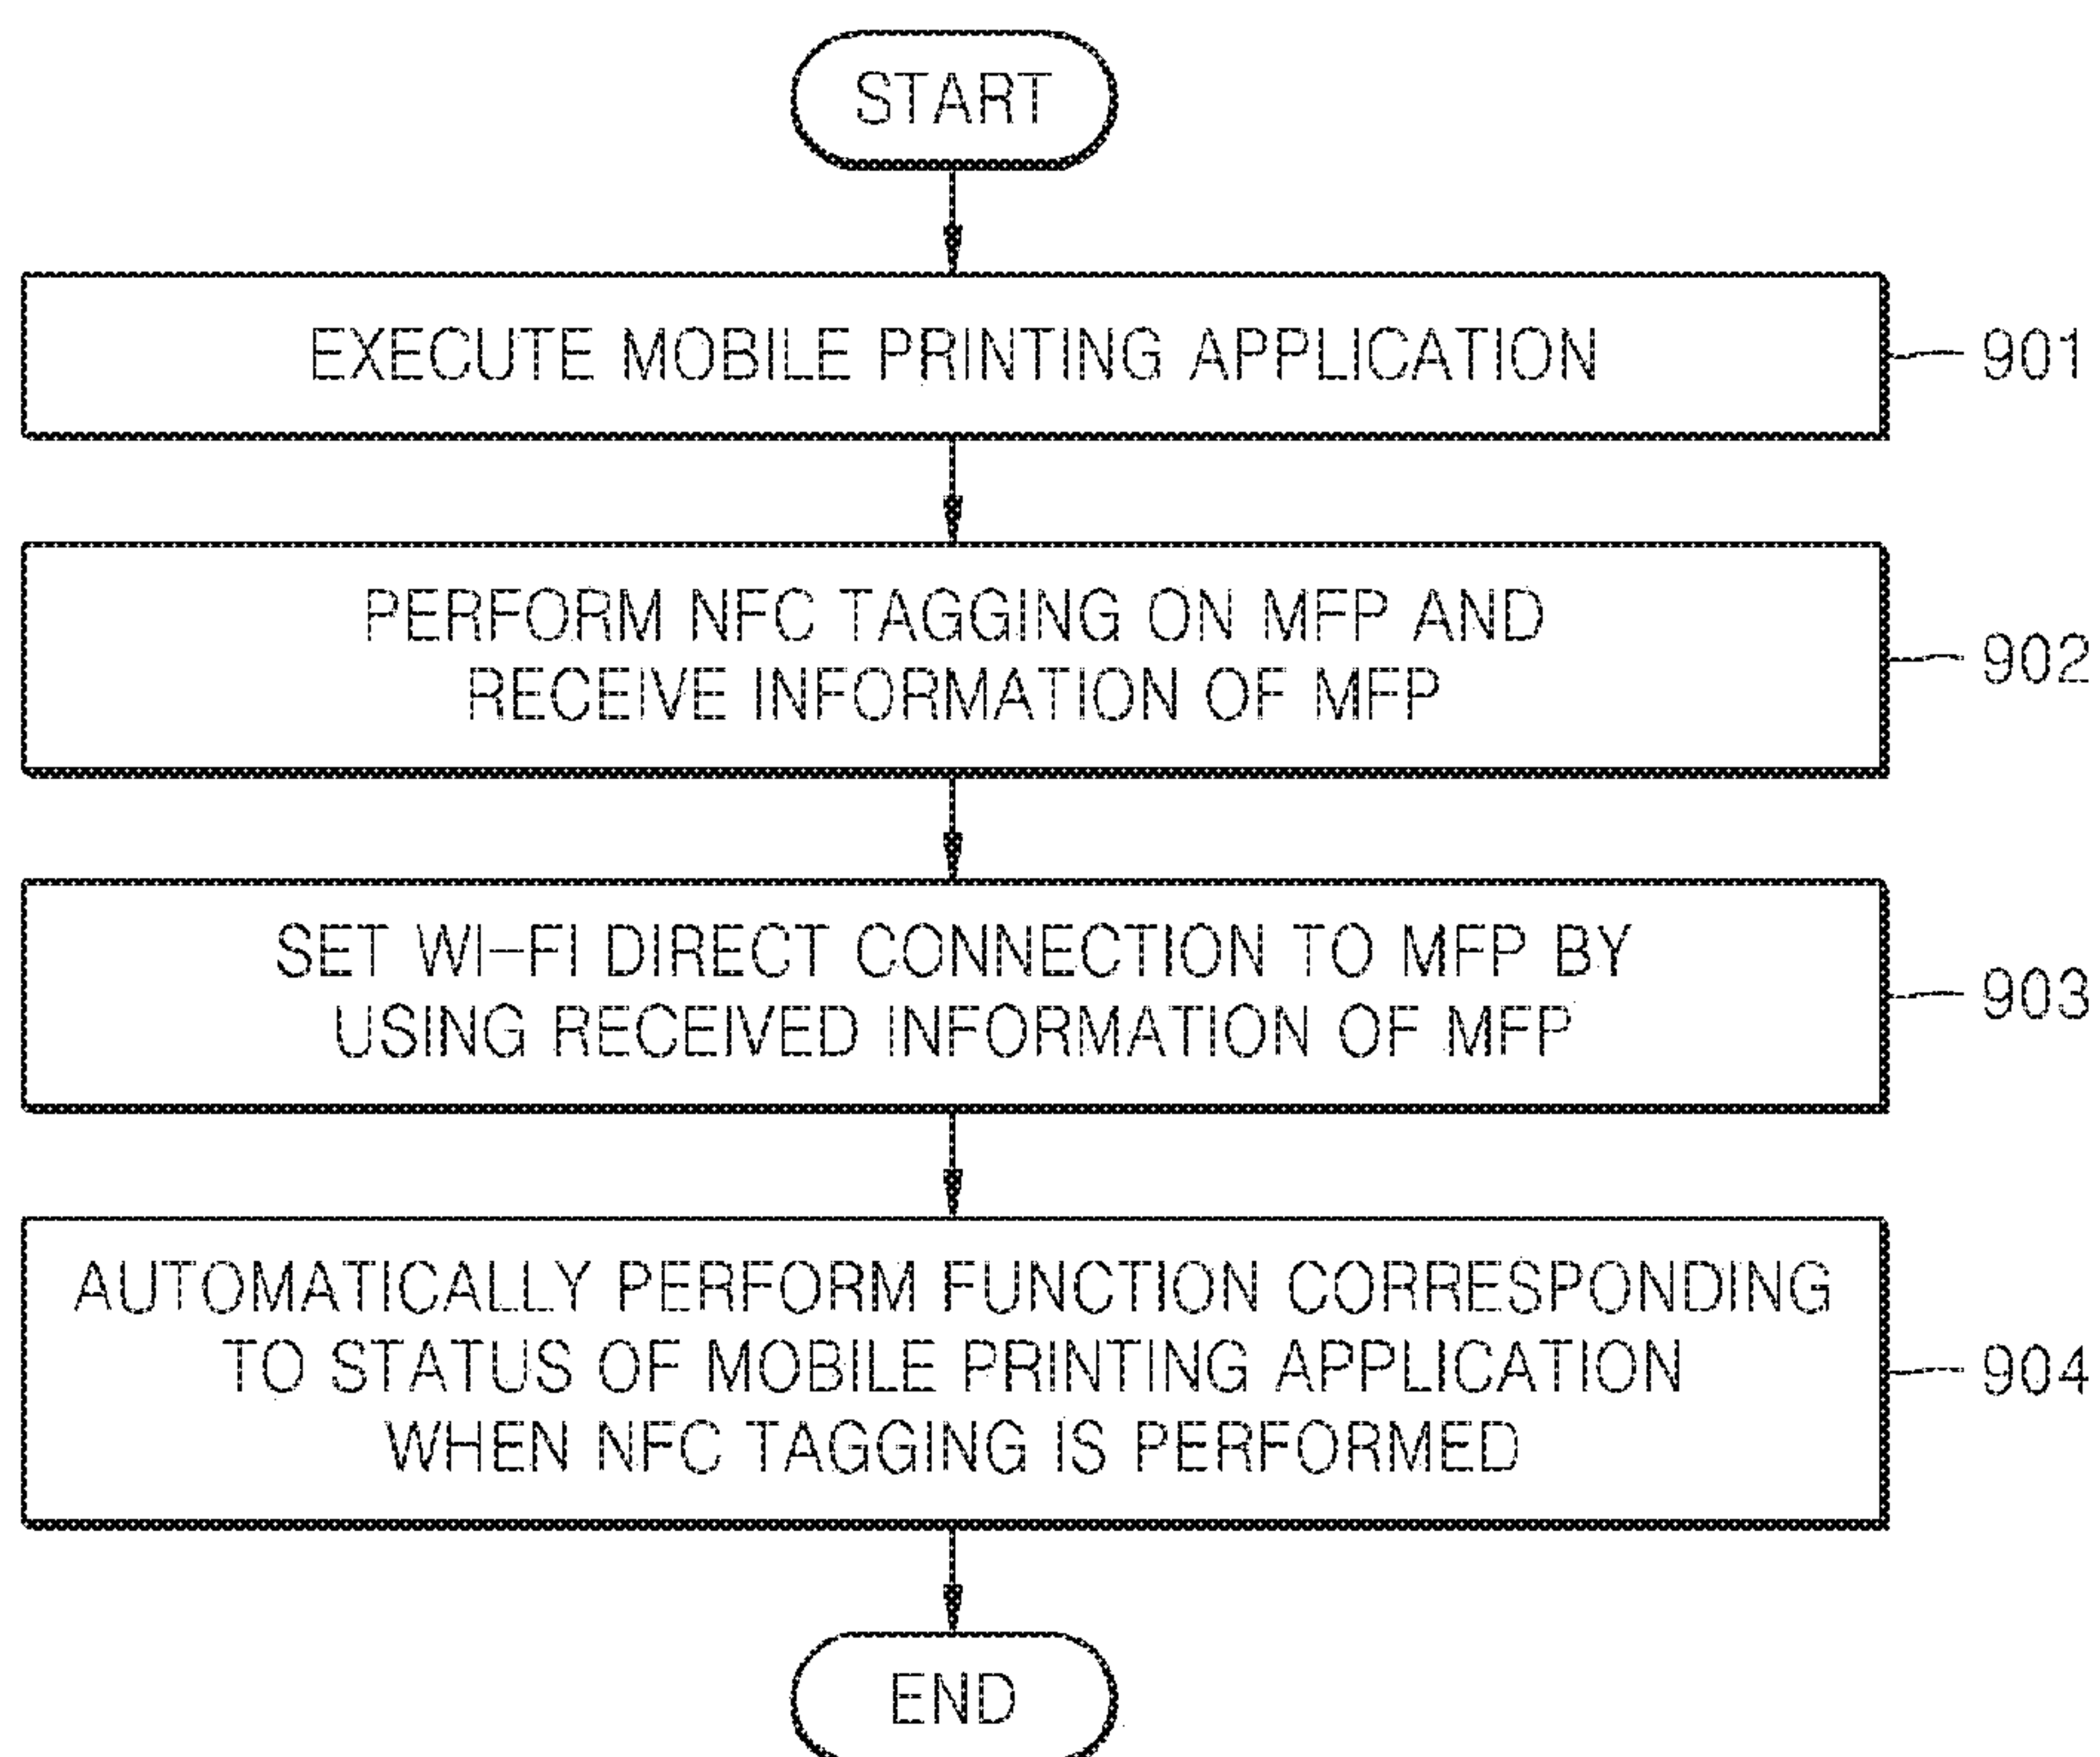 START
EXECUTE MOBILE PRINTING APPLICATION
901
PERFORM NFC TAGGING ON MFP AND
RECEIVE INFORMATION OF MFP
902
SET WI-FI DIRECT CONNECTION TO MFP BY
USING RECEIVED INFORMATION OF MFP
903
AUTOMATICALLY PERFORM FUNCTION CORRESPONDING
TO STATUS OF MOBILE PRINTING APPLICATION
WHEN NFC TAGGING IS PERFORMED
904
END